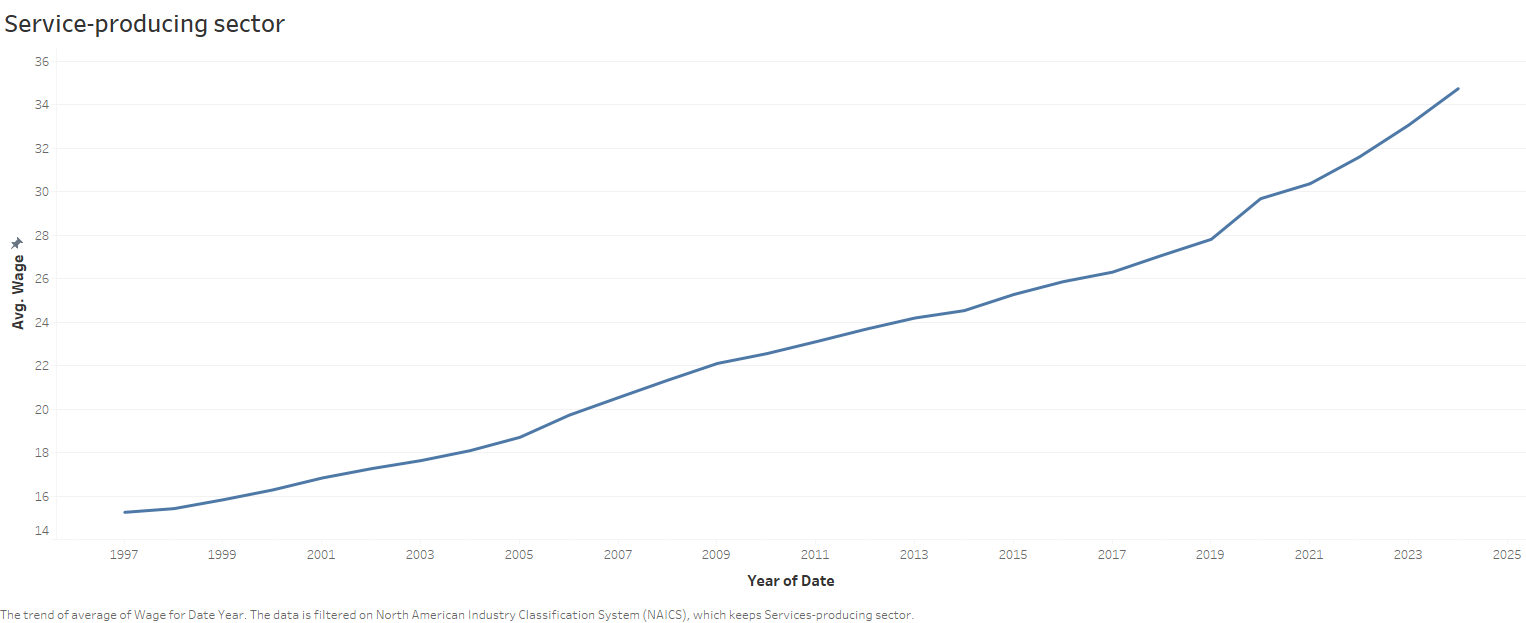 Service-producing sector
36
34
32
30
28
26
24
22
20
18
16
14
Avg. Wage
1997 1999 2001 2003 2005 2007 2009 2011 2013 2015 2017 2019 2021 2023 2025
Year of Date
The trend of average of Wage for Date Year. The data is filtered on North American Industry Classification System (NAICS), which keeps Services-producing sector.